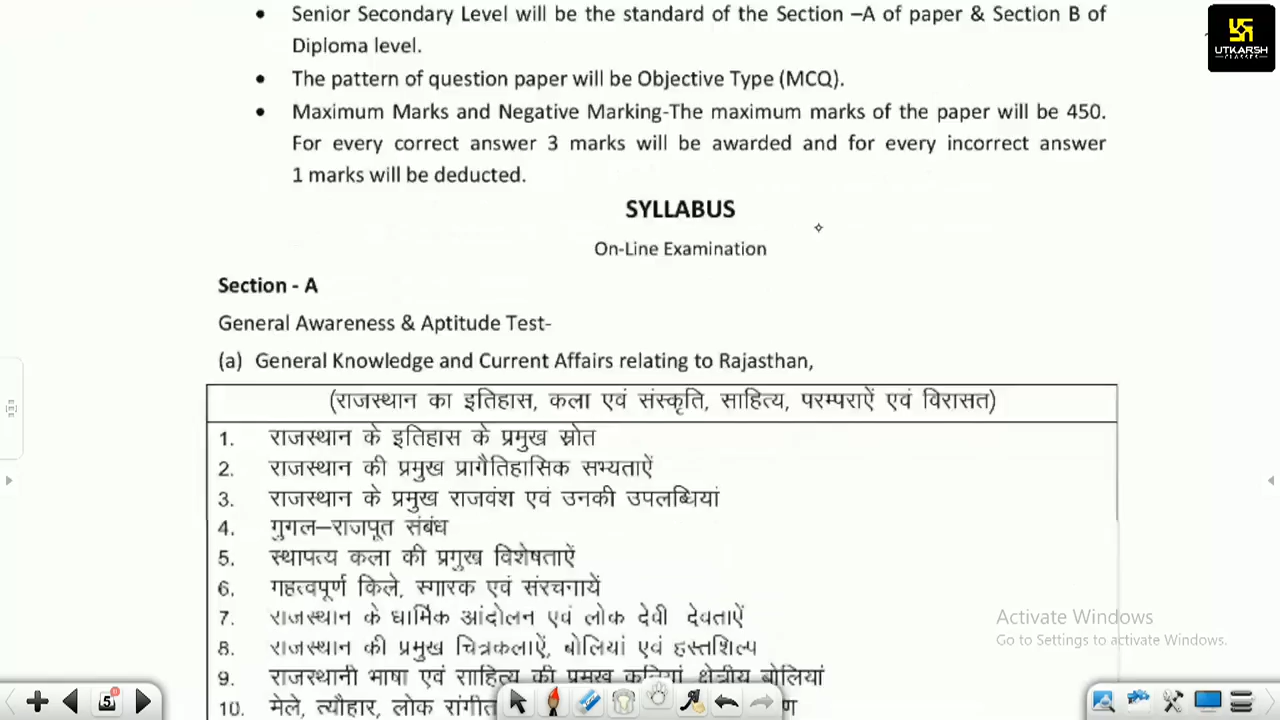 • Senior Secondary Level will be the standard of the Section –A of paper & Section B of
Diploma level.
• The pattern of question paper will be Objective Type (MCQ).
• Maximum Marks and Negative Marking-The maximum marks of the paper will be 450.
For every correct answer 3 marks will be awarded and for every incorrect answer
1 marks will be deducted.
UTKARSH
CLASSES
SYLLABUS
On-Line Examination
Section - A
General Awareness & Aptitude Test-
(a) General Knowledge and Current Affairs relating to Rajasthan,
(राजस्थान का इतिहास, कला एवं संस्कृति, साहित्य, परम्पराऐं एवं विरासत)
1. राजस्थान के इतिहास के प्रमुख स्रोत
2. राजस्थान की प्रमुख प्रागैतिहासिक सभ्यताऐं
3. राजस्थान के प्रमुख राजवंश एवं उनकी उपलब्धियां
4. गुगल–राजपूत संबंध
5. स्थापत्य कला की प्रगुख विशेषताऐं
6. गहत्वपूर्ण किले, स्गारक एवं संरचनायें
7. राजस्थान के धार्मिक आंदोलन एवं लोक देवी देवताऐं
8. राजस्थान की प्रमुख चित्रकलाऐं, बोलियां एवं हस्तशिल्प
9. राजस्थानी भाषा एवं साहित्य की प्रमुख कृतियां, क्षेत्रीय बोलियां
10. मेले, त्यौहार, लोक रांगीत
Activate Windows
Go to Settings to activate Windows.
5